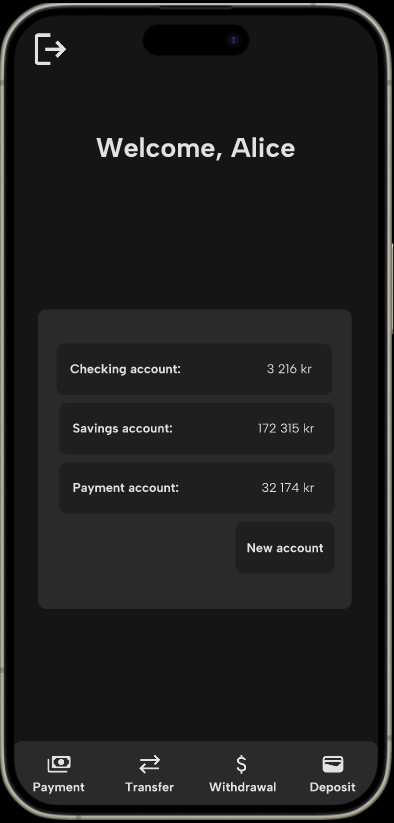 Welcome, Alice
Checking account: 3 216 kr
Savings account: 172 315 kr
Payment account: 32 174 kr
New account
Payment Transfer Withdrawal Deposit